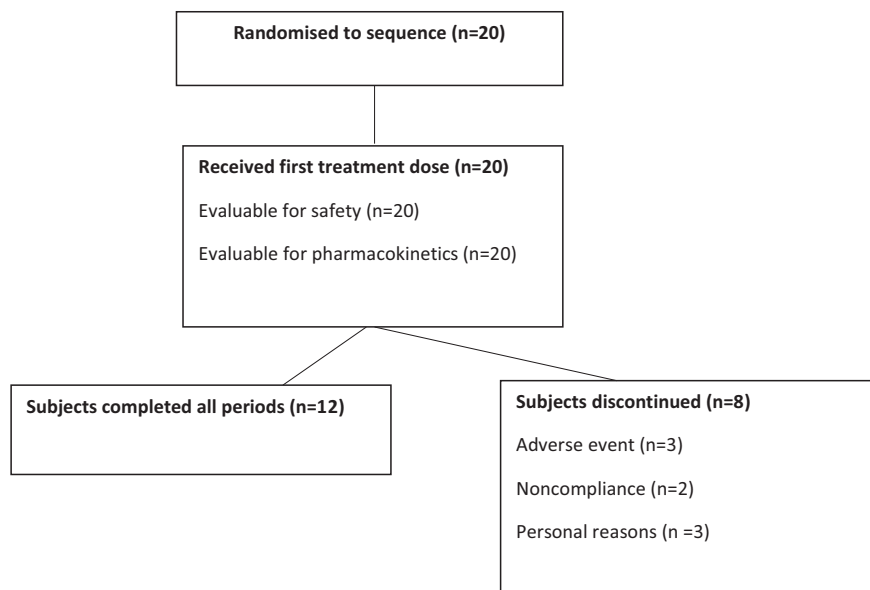 Randomised to sequence (n=20)
Received first treatment dose (n=20)
Evaluable for safety (n=20)
Evaluable for pharmacokinetics (n=20)
Subjects completed all periods (n=12)
Subjects discontinued (n=8)
Adverse event (n=3)
Noncompliance (n=2)
Personal reasons (n =3)